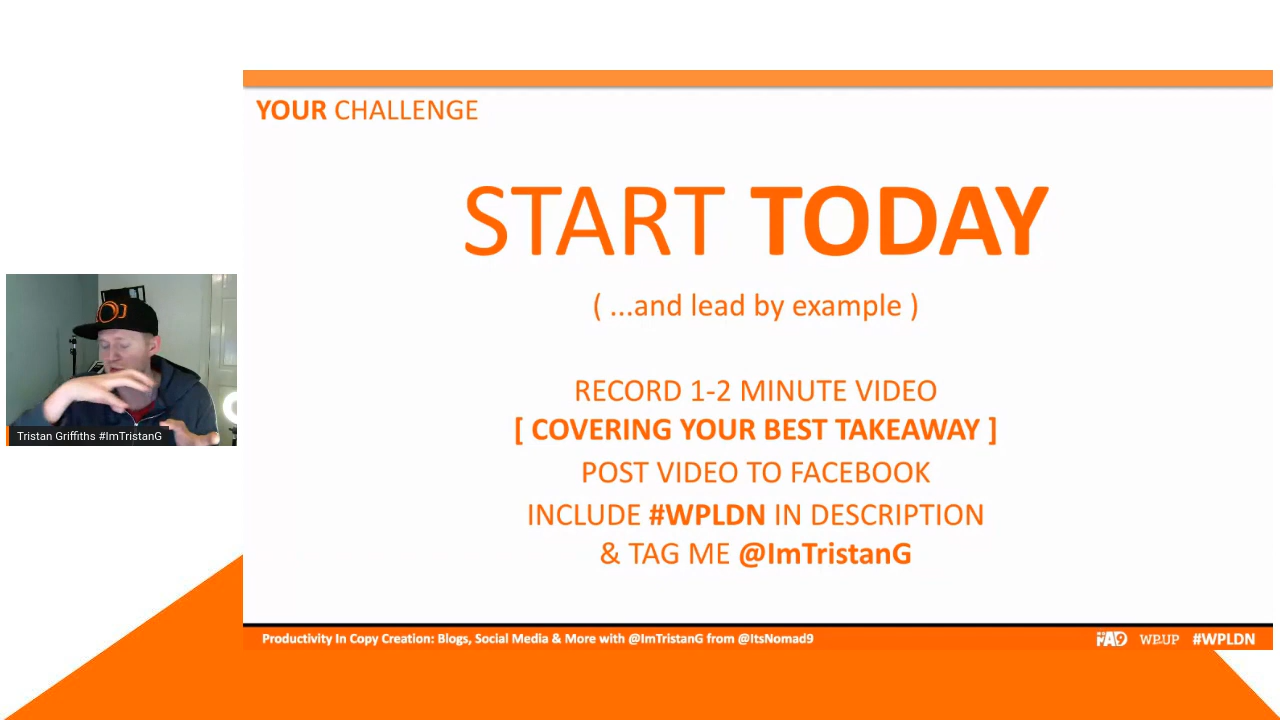 YOUR CHALLENGE
START TODAY
( ...and lead by example )
RECORD 1-2 MINUTE VIDEO
[ COVERING YOUR BEST TAKEAWAY ]
POST VIDEO TO FACEBOOK
INCLUDE #WPLDN IN DESCRIPTION
& TAG ME @ImTristanG
Tristan Griffiths #ImTristanG
Productivity In Copy Creation: Blogs, Social Media & More with @ImTristanG from @ItsNomad9
#WPLDN